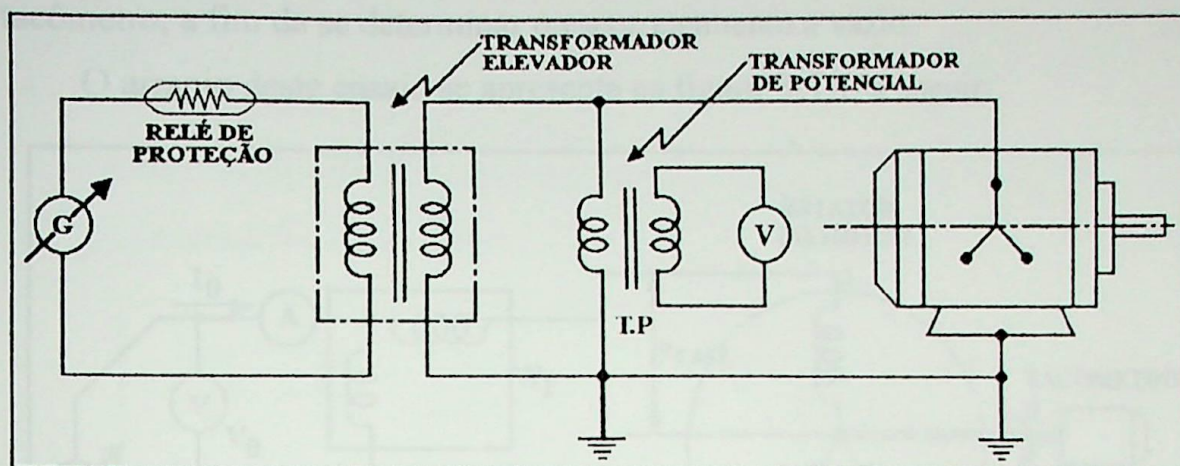 TRANSFORMADOR
ELEVADOR
TRANSFORMADOR
DE POTENCIAL
RELÉ DE
PROTEÇÃO
G
V
T.P